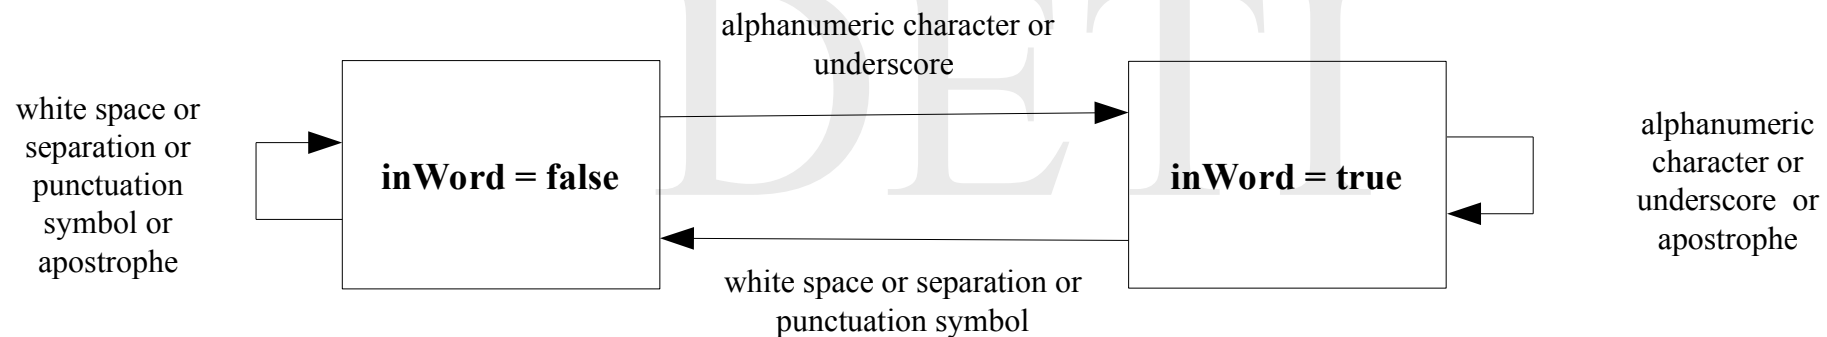 alphanumeric character or
underscore
white space or
separation or
punctuation
symbol or
apostrophe
inWord = false
inWord = true
alphanumeric
character or
underscore or
apostrophe
white space or separation or
punctuation symbol
DETI